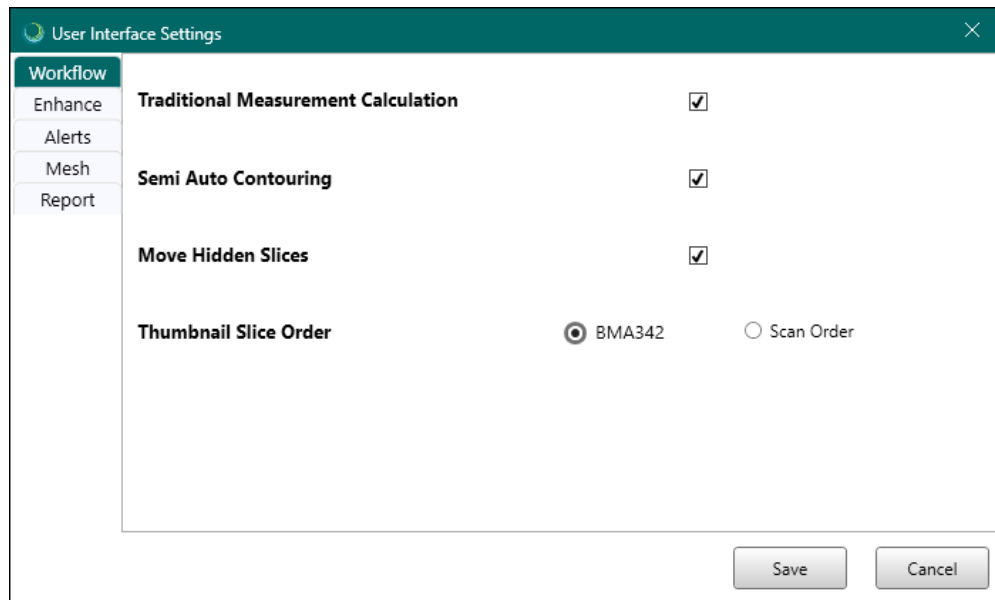 User Interface Settings
Workflow
Enhance
Alerts
Mesh
Report
Traditional Measurement Calculation
Semi Auto Contouring
Move Hidden Slices
Thumbnail Slice Order BMA342 Scan Order
Save Cancel